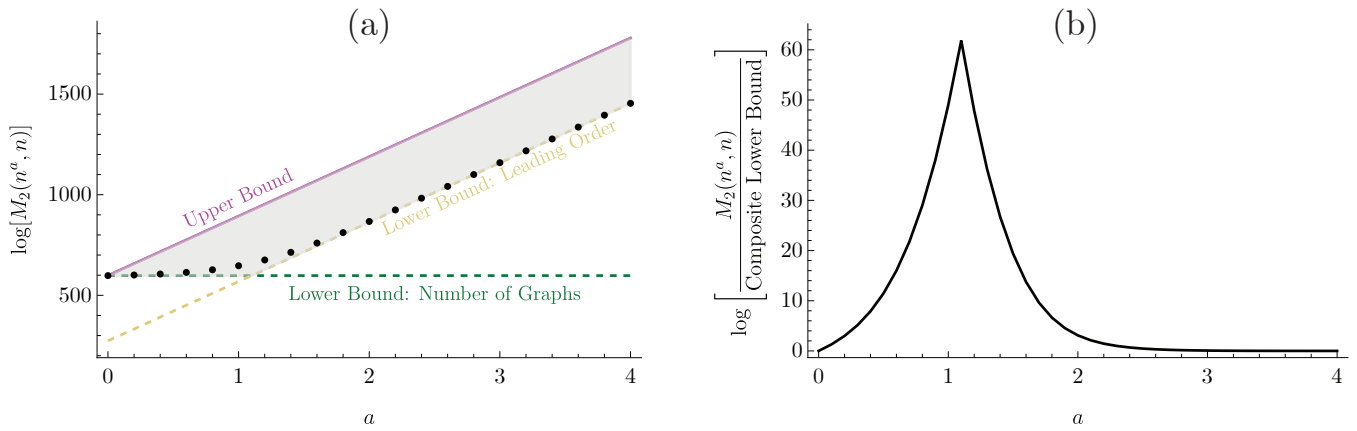 (a)
log[M₂(nᵃ, n)]
1500
1000
500
Upper Bound
Lower Bound: Leading Order
Lower Bound: Number of Graphs
0
1
2
3
4
a
(b)
log [ M₂(nᵃ, n) / Composite Lower Bound ]
60
50
40
30
20
10
0
0
1
2
3
4
a